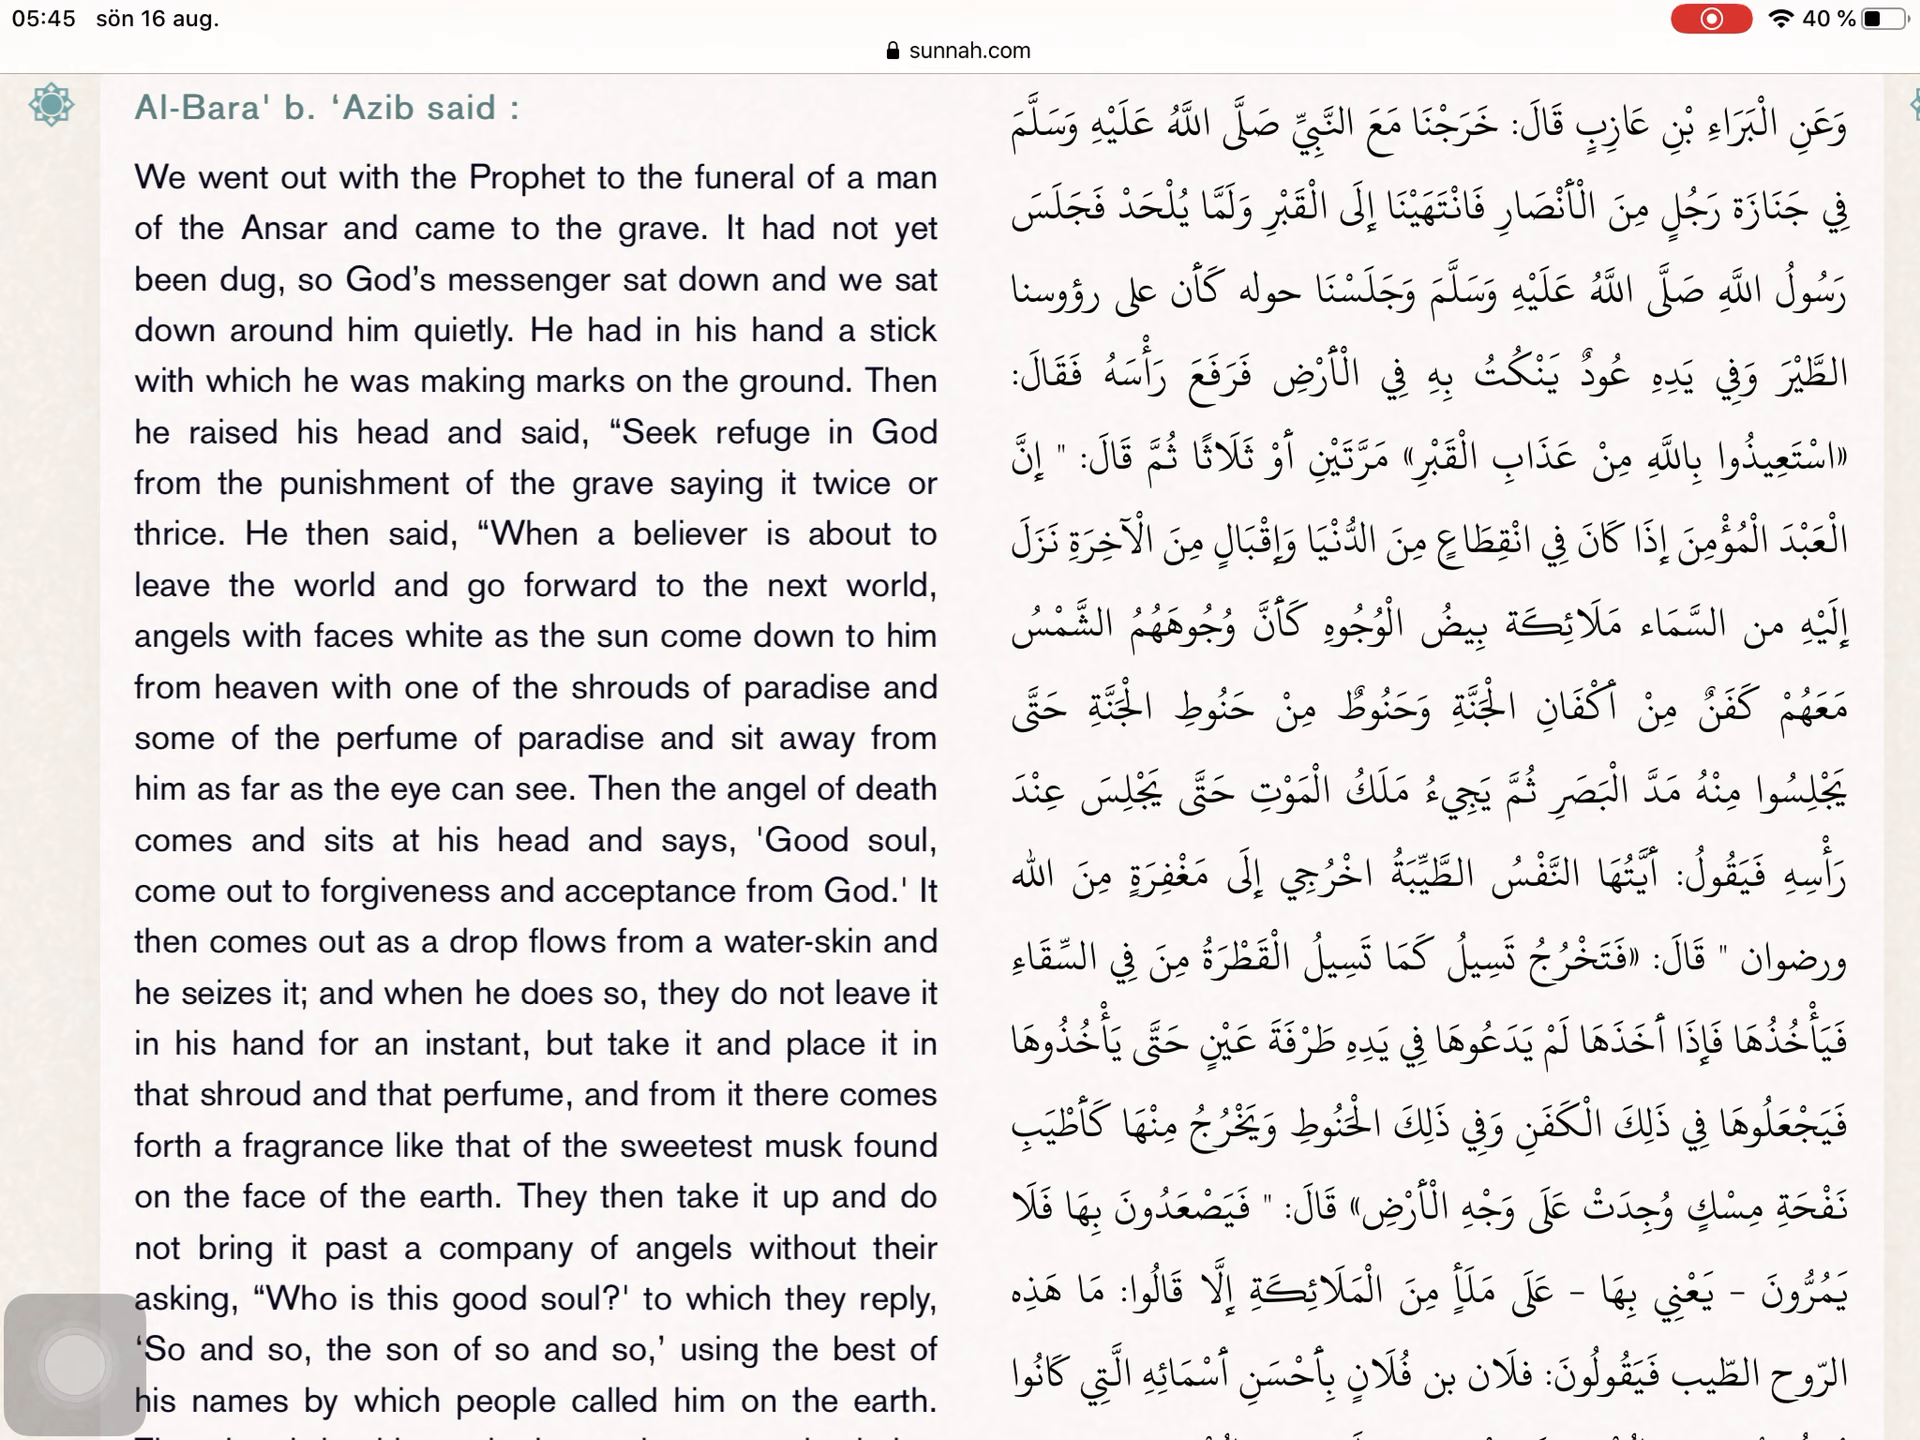 05:45 sön 16 aug.
40 %
sunnah.com
Al-Bara' b. ‘Azib said :
We went out with the Prophet to the funeral of a man
of the Ansar and came to the grave. It had not yet
been dug, so God’s messenger sat down and we sat
down around him quietly. He had in his hand a stick
with which he was making marks on the ground. Then
he raised his head and said, “Seek refuge in God
from the punishment of the grave saying it twice or
thrice. He then said, “When a believer is about to
leave the world and go forward to the next world,
angels with faces white as the sun come down to him
from heaven with one of the shrouds of paradise and
some of the perfume of paradise and sit away from
him as far as the eye can see. Then the angel of death
comes and sits at his head and says, 'Good soul,
come out to forgiveness and acceptance from God.' It
then comes out as a drop flows from a water-skin and
he seizes it; and when he does so, they do not leave it
in his hand for an instant, but take it and place it in
that shroud and that perfume, and from it there comes
forth a fragrance like that of the sweetest musk found
on the face of the earth. They then take it up and do
not bring it past a company of angels without their
asking, “Who is this good soul?' to which they reply,
‘So and so, the son of so and so,’ using the best of
his names by which people called him on the earth.
وَعَنِ الْبَرَاءِ بْنِ عَازِبٍ قَالَ: خَرَجْنَا مَعَ النَّبِيِّ صَلَّى اللَّهُ عَلَيْهِ وَسَلَّمَ
فِي جَنَازَة رَجُلٍ مِنَ الْأَنْصَارِ فَانْتَهَيْنَا إِلَى الْقَبْرِ وَلَمَّا يُلْحَدْ فَجَلَسَ
رَسُولُ اللَّهِ صَلَّى اللَّهُ عَلَيْهِ وَسَلَّمَ وَجَلَسْنَا حوله كَأَن على رؤوسنا
الطَّيْرَ وَفِي يَدِهِ عُودٌ يَنْكُتُ بِهِ فِي الْأَرْضِ فَرَفَعَ رَأْسَهُ فَقَالَ:
«اسْتَعِيذُوا بِاللَّهِ مِنْ عَذَابِ الْقَبْرِ» مَرَّتَيْنِ أَوْ ثَلَاثًا ثُمَّ قَالَ: " إِنَّ
الْعَبْدَ الْمُؤْمِنَ إِذَا كَانَ فِي انْقِطَاعٍ مِنَ الدُّنْيَا وَإِقْبَالٍ مِنَ الْآخِرَةِ نَزَلَ
إِلَيْهِ من السَّمَاء مَلَائِكَة بِيضُ الْوُجُوهِ كَأَنَّ وُجُوهَهُمُ الشَّمْسُ
مَعَهُمْ كَفَنٌ مِنْ أَكْفَانِ الْجَنَّةِ وَحَنُوطٌ مِنْ حَنُوطِ الْجَنَّةِ حَتَّى
يَجْلِسُوا مِنْهُ مَدَّ الْبَصَرِ ثُمَّ يَجِيءُ مَلَكُ الْمَوْتِ حَتَّى يَجْلِسَ عِنْدَ
رَأْسِهِ فَيَقُولُ: أَيَّتُهَا النَّفْسُ الطَّيِّبَةُ اخْرُجِي إِلَى مَغْفِرَةٍ مِنَ الله
ورضوان " قَالَ: «فَتَخْرُجُ تَسِيلُ كَمَا تَسِيلُ الْقَطْرَةُ مِنَ فِي السِّقَاءِ
فَيَأْخُذُهَا فَإِذَا أَخَذَهَا لَمْ يَدَعُوهَا فِي يَدِهِ طَرْفَةَ عَيْنٍ حَتَّى يَأْخُذُوهَا
فَيَجْعَلُوهَا فِي ذَلِكَ الْكَفَنِ وَفِي ذَلِكَ الْحَنُوطِ وَيَخْرُجُ مِنْهَا كَأَطْيَبِ
نَفْحَةِ مِسْكٍ وُجِدَتْ عَلَى وَجْهِ الْأَرْضِ» قَالَ: " فَيَصْعَدُونَ بِهَا فَلَا
يَمُرُّونَ - يَعْنِي بِهَا - عَلَى مَلَأٍ مِنَ الْمَلَائِكَةِ إِلَّا قَالُوا: مَا هَذِه
الرّوح الطّيب فَيَقُولُونَ: فلَان بن فُلَانٍ بِأَحْسَنِ أَسْمَائِهِ الَّتِي كَانُوا